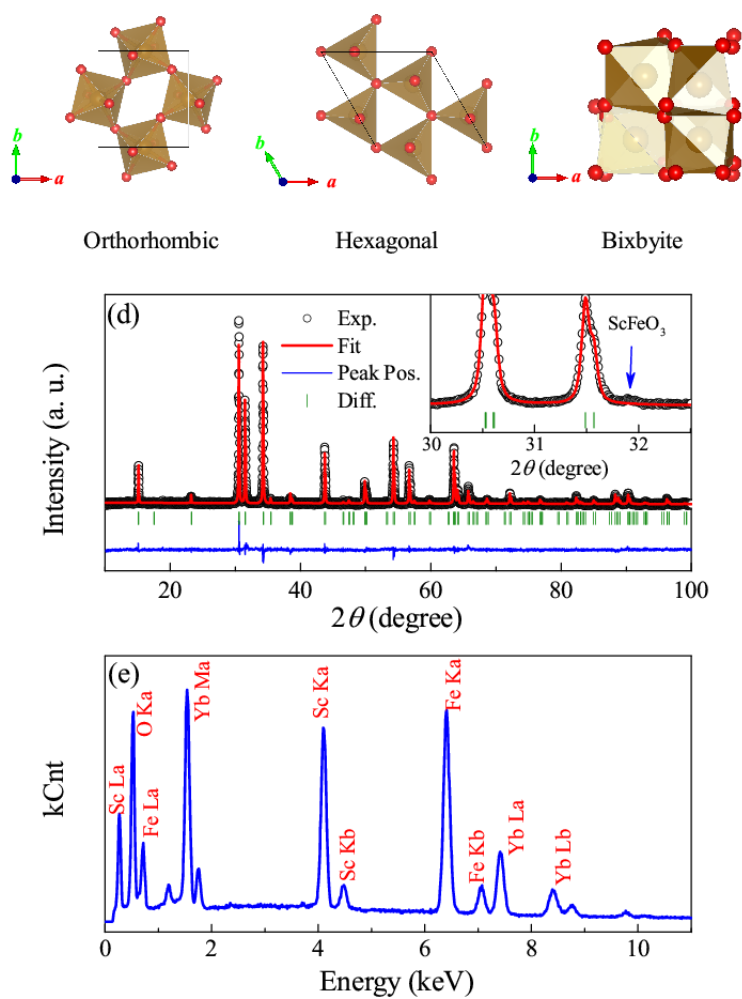 b
a
b
a
b
a
Orthorhombic
Hexagonal
Bixbyite
(d)
Exp.
Fit
Peak Pos.
Diff.
ScFeO₃
30
31
32
2θ (degree)
Intensity (a. u.)
20
40
60
80
100
2θ (degree)
(e)
Sc La
O Ka
Fe La
Yb Ma
Sc Ka
Sc Kb
Fe Ka
Fe Kb
Yb La
Yb Lb
kCnt
0
2
4
6
8
10
Energy (keV)